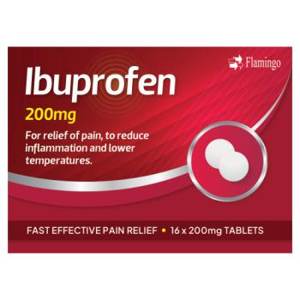 Flamingo
Ibuprofen
200mg
For relief of pain, to reduce
inflammation and lower
temperatures.
FAST EFFECTIVE PAIN RELIEF • 16 x 200mg TABLETS